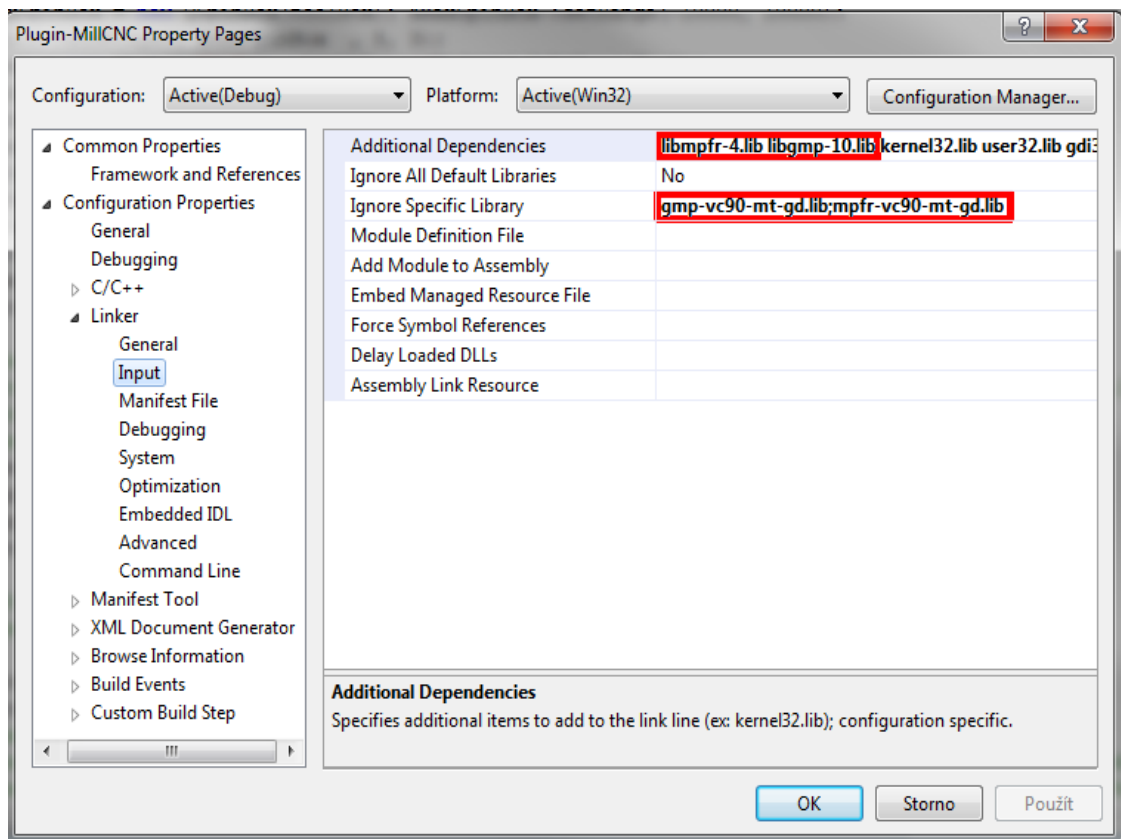 Plugin-MillCNC Property Pages
Configuration: Active(Debug) Platform: Active(Win32) Configuration Manager...
Common Properties
Framework and References
Configuration Properties
General
Debugging
C/C++
Linker
General
Input
Manifest File
Debugging
System
Optimization
Embedded IDL
Advanced
Command Line
Manifest Tool
XML Document Generator
Browse Information
Build Events
Custom Build Step
Additional Dependencies libmpfr-4.lib libgmp-10.lib kernel32.lib user32.lib gdi3
Ignore All Default Libraries No
Ignore Specific Library gmp-vc90-mt-gd.lib;mpfr-vc90-mt-gd.lib
Module Definition File
Add Module to Assembly
Embed Managed Resource File
Force Symbol References
Delay Loaded DLLs
Assembly Link Resource
Additional Dependencies
Specifies additional items to add to the link line (ex: kernel32.lib); configuration specific.
OK Storno Použít